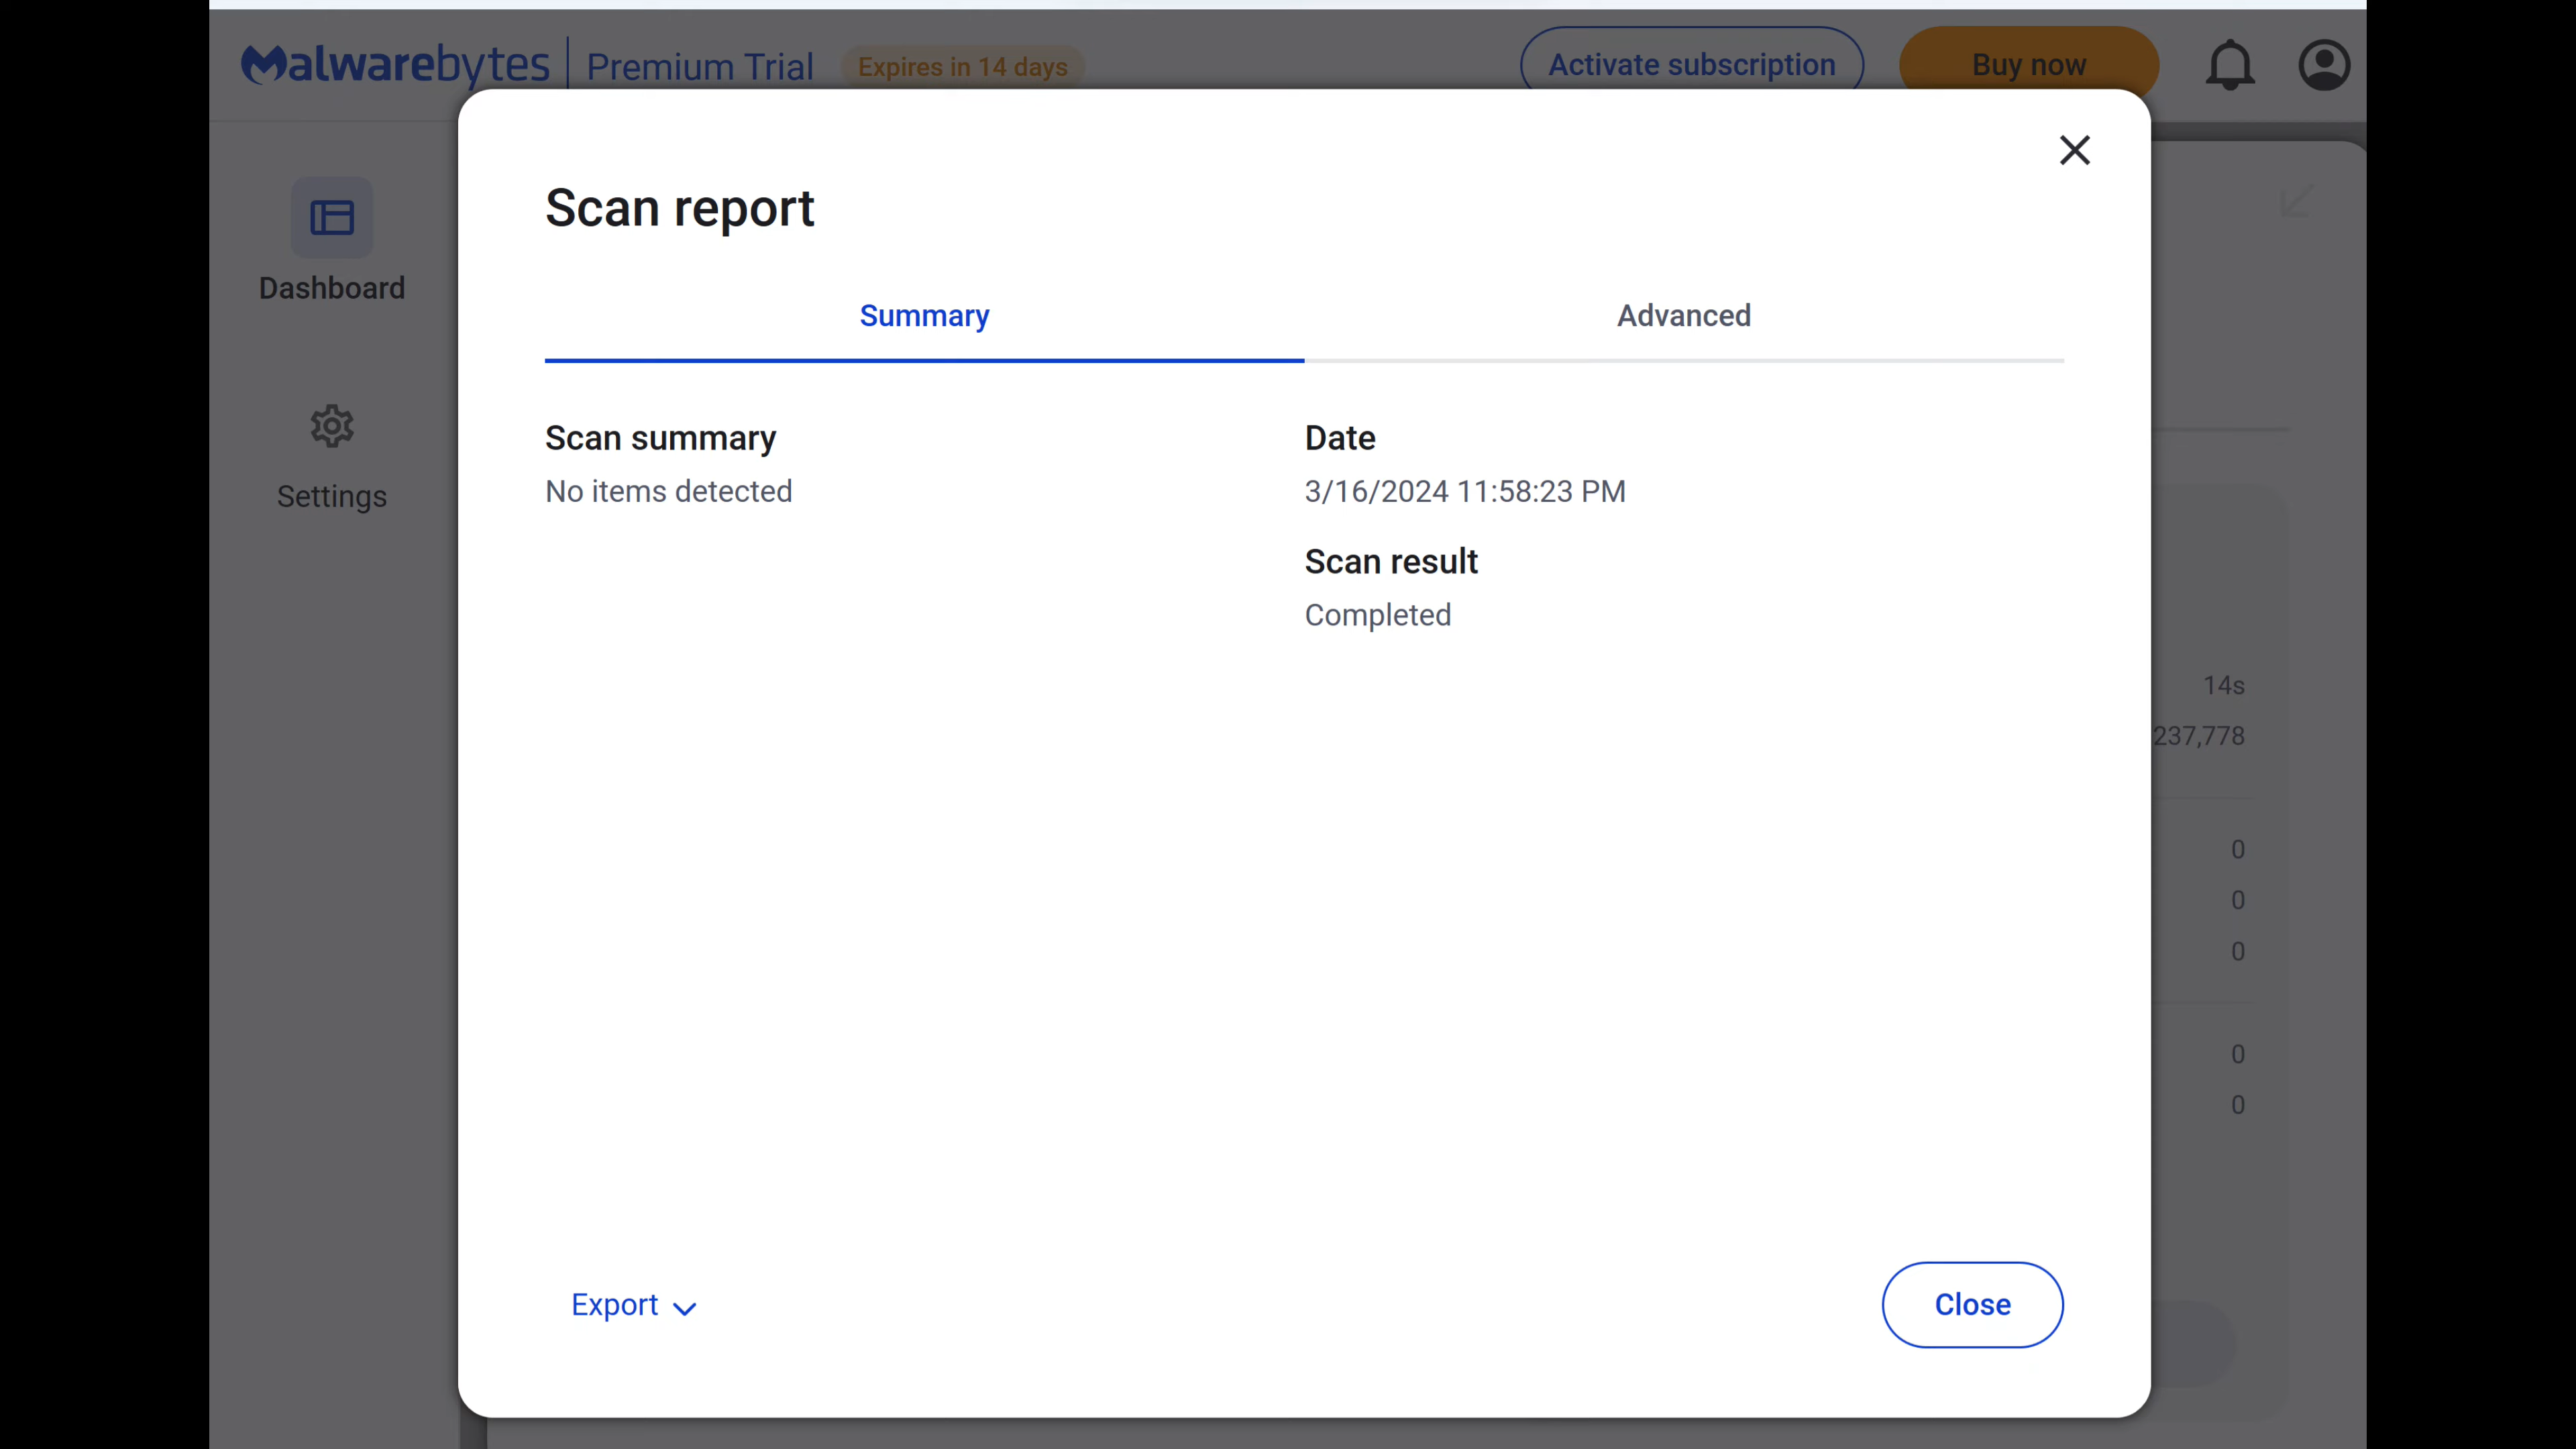 Malwarebytes | Premium Trial Expires in 14 days Activate subscription Buy now
Dashboard
Settings
Scan report
Summary Advanced
Scan summary
No items detected
Date
3/16/2024 11:58:23 PM
Scan result
Completed
14s
237,778
0
0
0
0
0
Export
Close